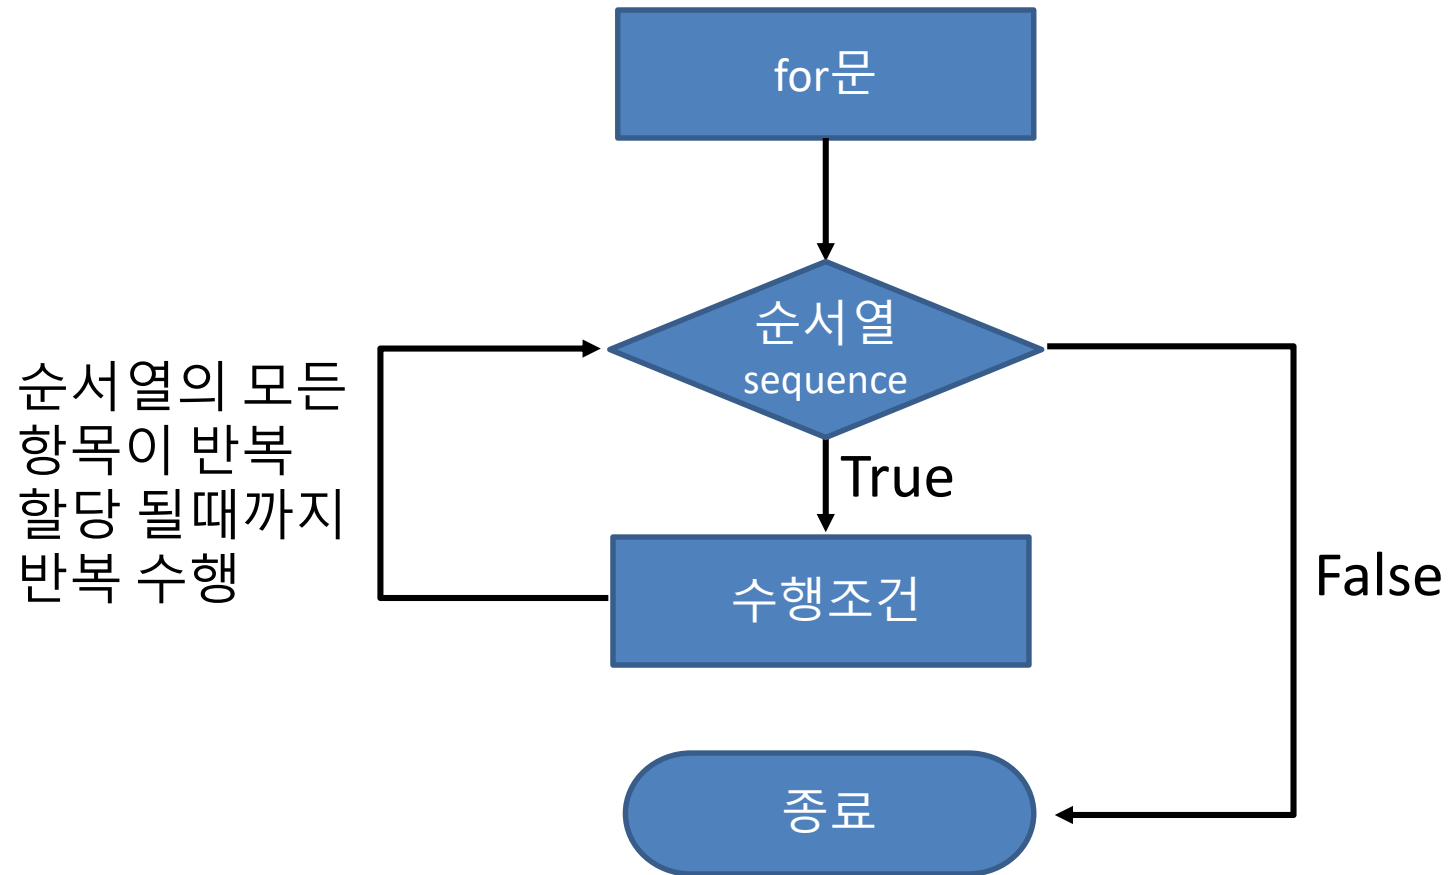 for문
순서열
sequence
순서열의 모든
항목이 반복
할당 될때까지
반복 수행
True
수행조건
False
종료